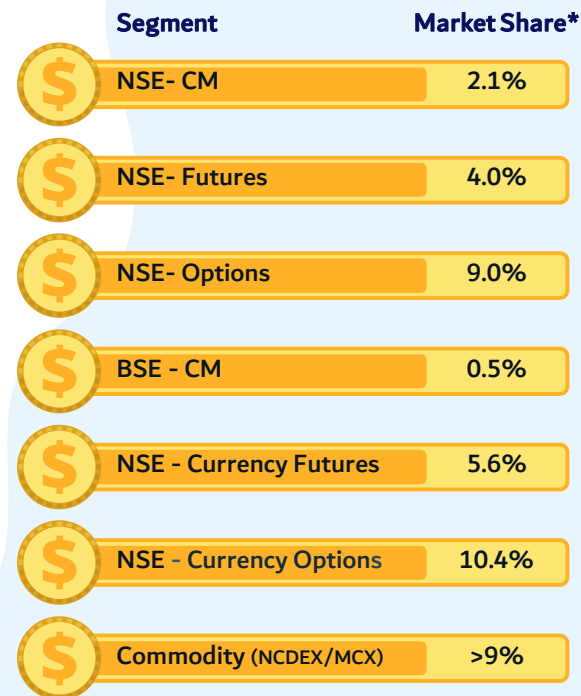 Segment Market Share*
NSE- CM 2.1%
NSE- Futures 4.0%
NSE- Options 9.0%
BSE - CM 0.5%
NSE - Currency Futures 5.6%
NSE - Currency Options 10.4%
Commodity (NCDEX/MCX) >9%